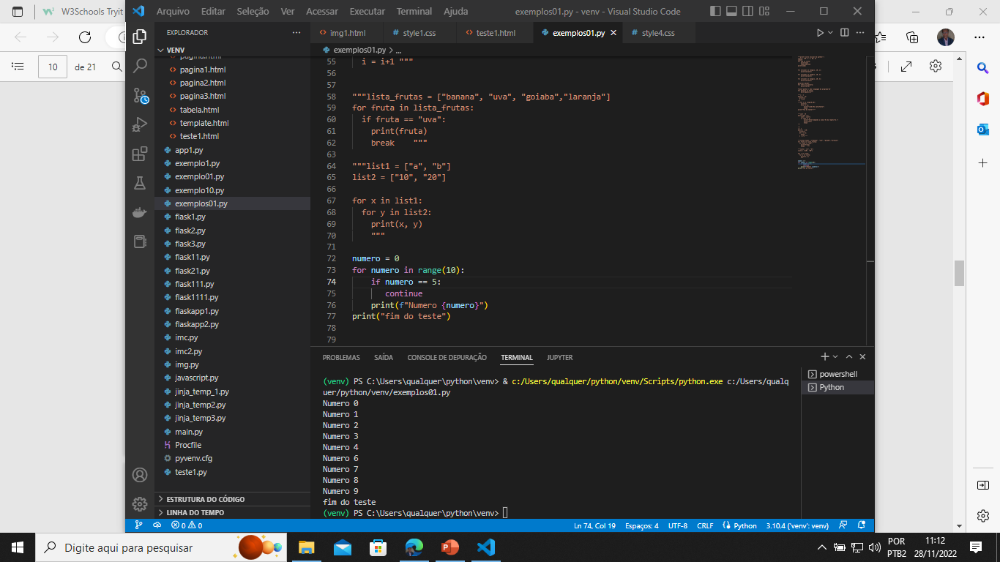 W3Schools Tryit
Arquivo Editar Seleção Ver Acessar Executar Terminal Ajuda
exemplos01.py - venv - Visual Studio Code
10 de 21
EXPLORADOR
VENV
pagina.html
pagina1.html
pagina2.html
pagina3.html
tabela.html
template.html
teste1.html
app1.py
exemplo1.py
exemplo01.py
exemplo10.py
exemplos01.py
flask1.py
flask2.py
flask3.py
flask11.py
flask21.py
flask111.py
flask1111.py
flaskapp1.py
flaskapp2.py
imc.py
imc2.py
img.py
javascript.py
jinja_temp_1.py
jinja_temp2.py
jinja_temp3.py
main.py
Procfile
pyvenv.cfg
teste1.py
ESTRUTURA DO CÓDIGO
LINHA DO TEMPO
img1.html style1.css teste1.html exemplos01.py style4.css
exemplos01.py > ...
55 i = i+1 """
56
57
58 """lista_frutas = ["banana", "uva", "goiaba","laranja"]
59 for fruta in lista_frutas:
60 if fruta == "uva":
61 print(fruta)
62 break """
63
64 """list1 = ["a", "b"]
65 list2 = ["10", "20"]
66
67 for x in list1:
68 for y in list2:
69 print(x, y)
70 """
71
72 numero = 0
73 for numero in range(10):
74 if numero == 5:
75 continue
76 print(f"Numero {numero}")
77 print("fim do teste")
78
79
PROBLEMAS SAÍDA CONSOLE DE DEPURAÇÃO TERMINAL JUPYTER
(venv) PS C:\Users\qualquer\python\venv> & c:/Users/qualquer/python/venv/Scripts/python.exe c:/Users/qualq
uer/python/venv/exemplos01.py
Numero 0
Numero 1
Numero 2
Numero 3
Numero 4
Numero 6
Numero 7
Numero 8
Numero 9
fim do teste
(venv) PS C:\Users\qualquer\python\venv>
powershell
Python
0 0 Ln 74, Col 19 Espaços: 4 UTF-8 CRLF Python 3.10.4 ('venv': venv)
Digite aqui para pesquisar
POR
PTB2
11:12
28/11/2022